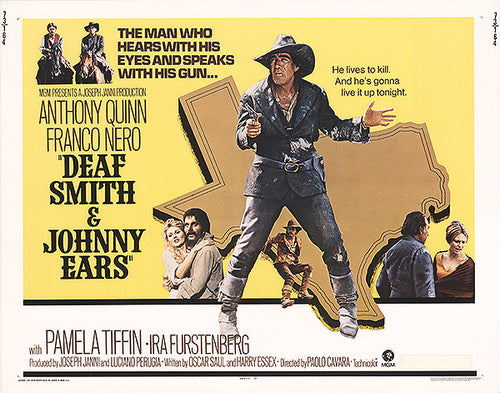 THE MAN WHO
HEARS WITH HIS
EYES AND SPEAKS
WITH HIS GUN...
MGM PRESENTS A JOSEPH JANNI PRODUCTION
ANTHONY QUINN
FRANCO NERO
"DEAF
SMITH
&
JOHNNY
EARS"
He lives to kill.
And he's gonna
live it up tonight.
with PAMELA TIFFIN · IRA FURSTENBERG
Produced by JOSEPH JANNI and LUCIANO PERUGIA · Written by OSCAR SAUL and HARRY ESSEX · Directed by PAOLO CAVARA · Technicolor
MGM